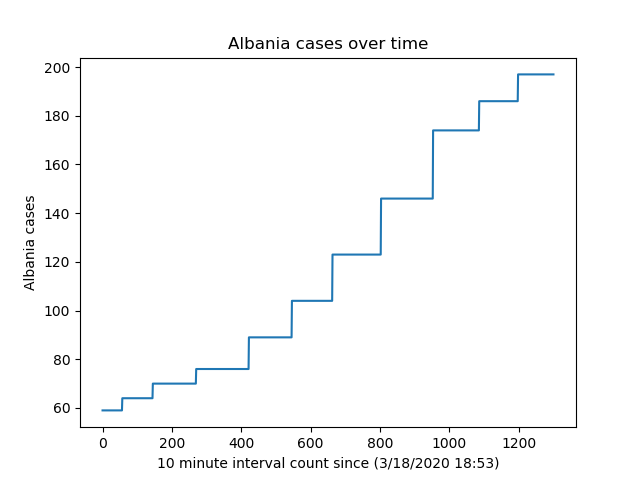 Albania cases over time
200
180
160
140
120
100
80
60
Albania cases
0 200 400 600 800 1000 1200
10 minute interval count since (3/18/2020 18:53)